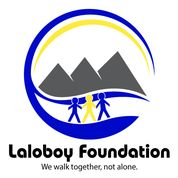 Laloboy Foundation
We walk together, not alone.